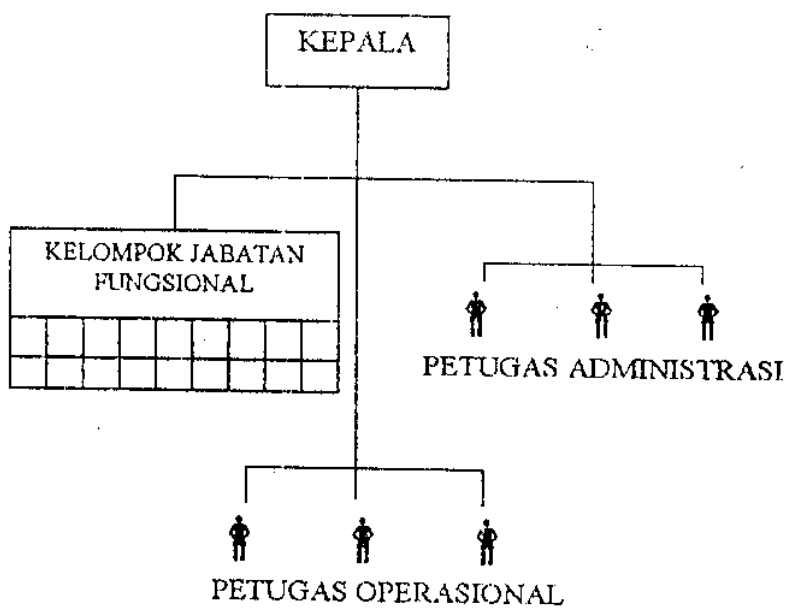 KEPALA
KELOMPOK JABATAN
FUNGSIONAL
PETUGAS ADMINISTRASI
PETUGAS OPERASIONAL